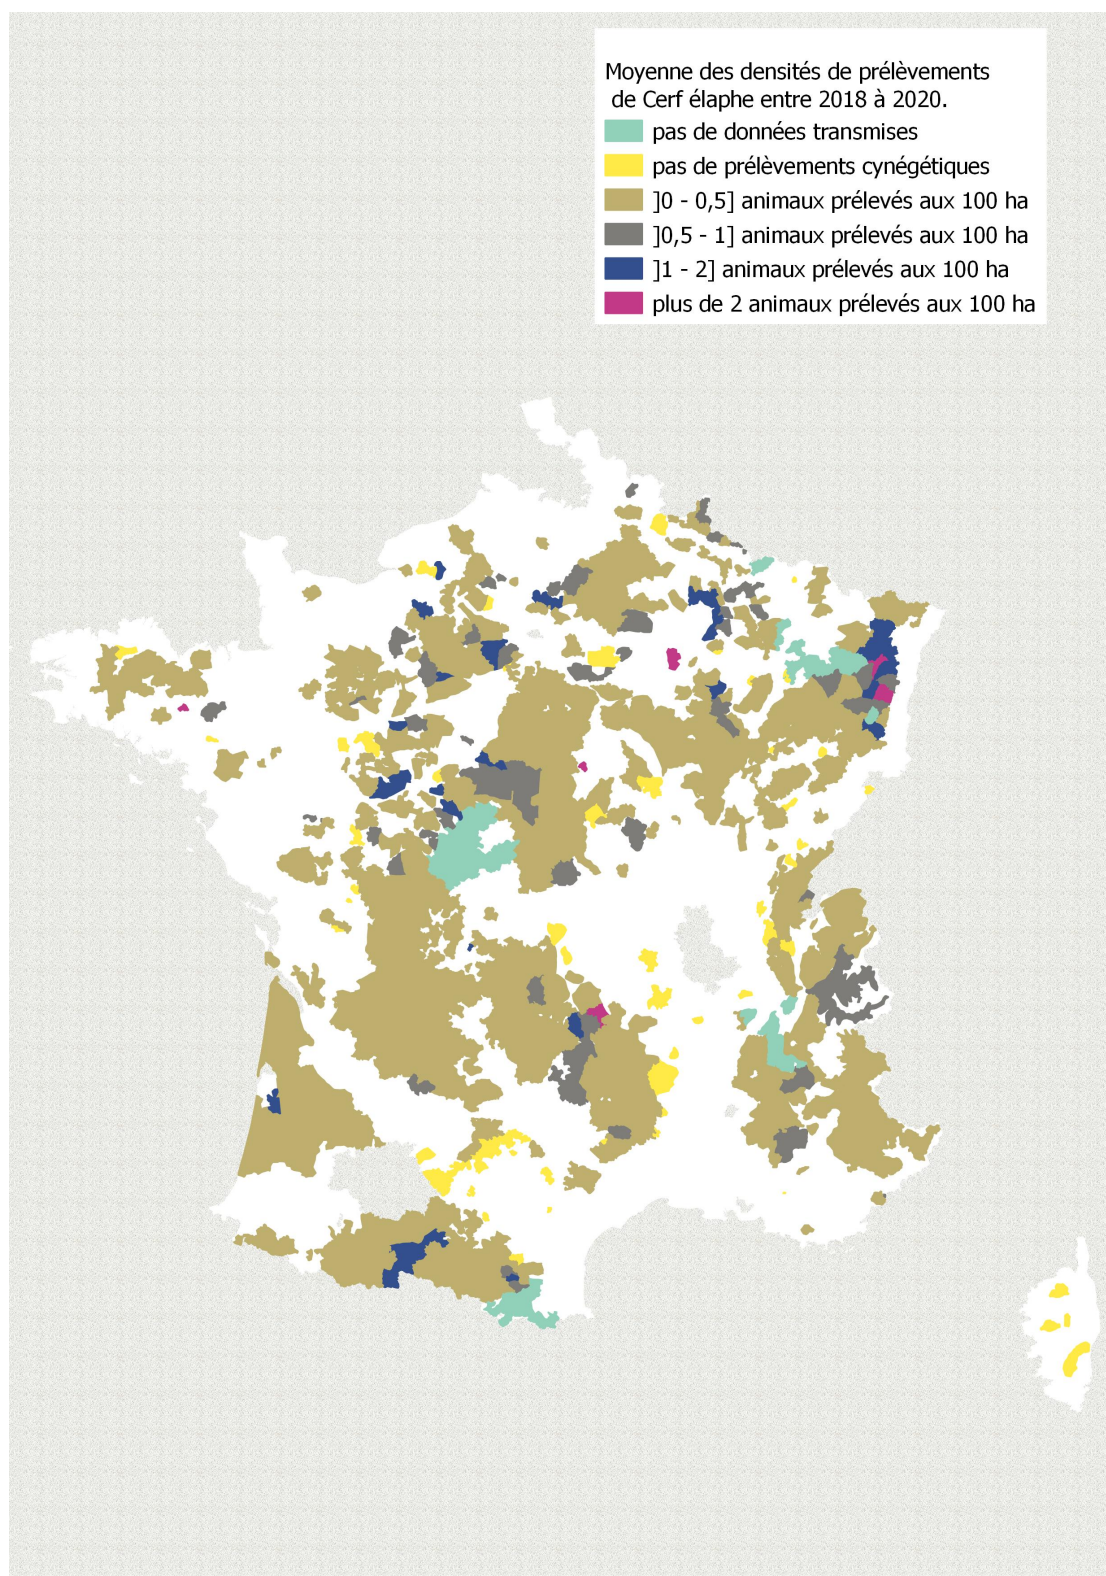 Moyenne des densités de prélèvements
de Cerf élaphe entre 2018 à 2020.
pas de données transmises
pas de prélèvements cynégétiques
]0 - 0,5] animaux prélevés aux 100 ha
]0,5 - 1] animaux prélevés aux 100 ha
]1 - 2] animaux prélevés aux 100 ha
plus de 2 animaux prélevés aux 100 ha